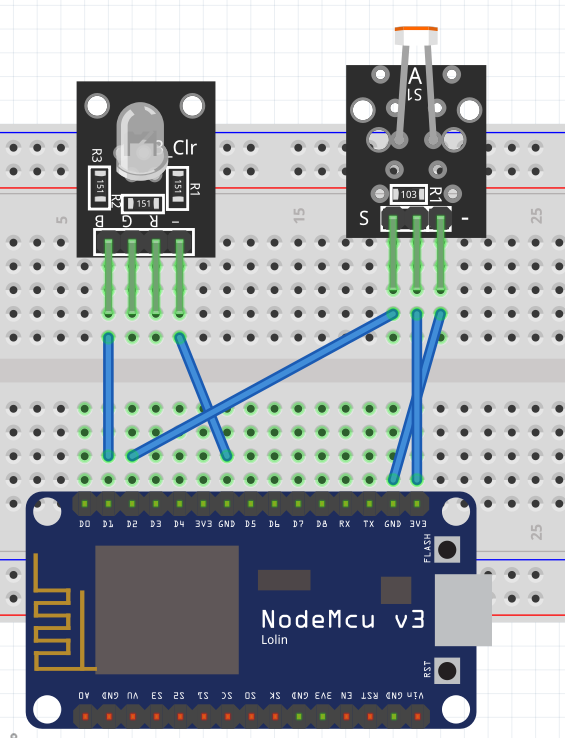 A
S1
_Clr
R3
151
R2
151
151
R1
B G R -
103
R1
S -
5
15
25
D0 D1 D2 D3 D4 3V3 GND D5 D6 D7 D8 RX TX GND 3V3
25
FLASH
NodeMcu v3
Lolin
RST
A0 GND VU S3 S2 S1 SC S0 SK GND 3V3 EN RST GND Vin